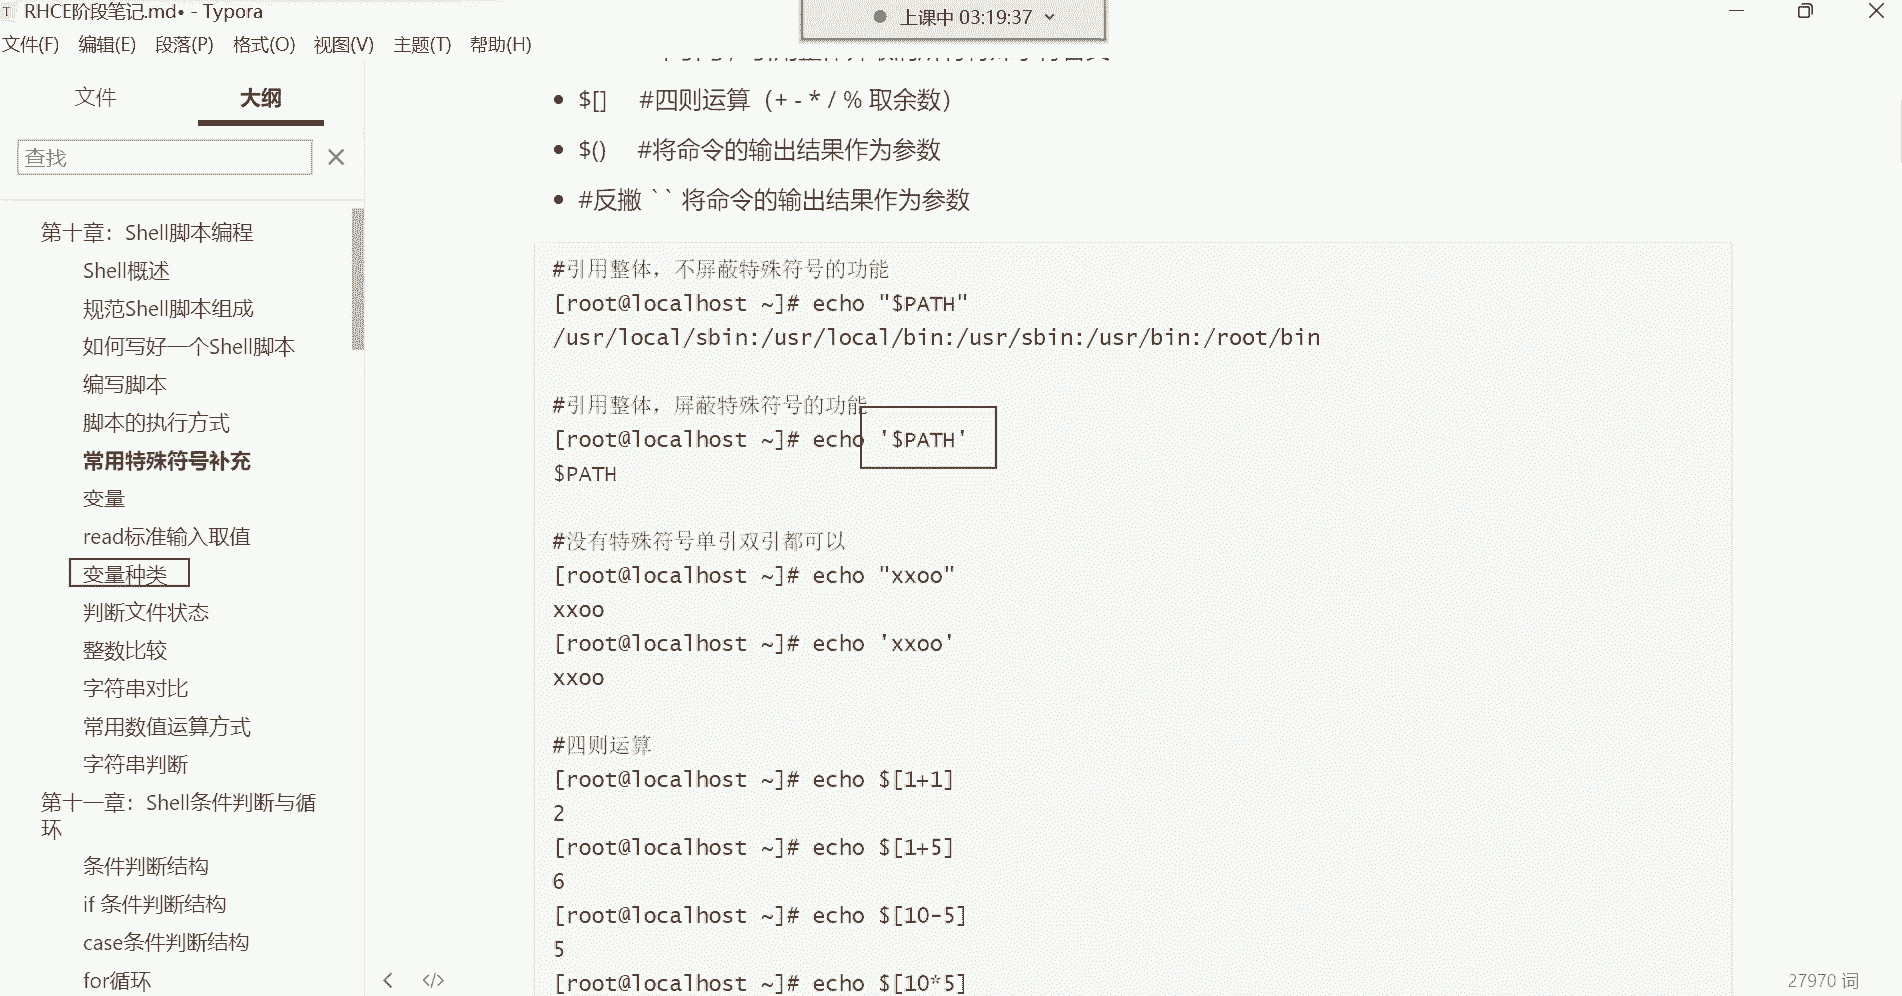 RHCE阶段笔记.md• - Typora
上课中 03:19:37
文件(F) 编辑(E) 段落(P) 格式(O) 视图(V) 主题(T) 帮助(H)
文件 大纲
查找
第十章：Shell脚本编程
Shell概述
规范Shell脚本组成
如何写好一个Shell脚本
编写脚本
脚本的执行方式
常用特殊符号补充
变量
read标准输入取值
变量种类
判断文件状态
整数比较
字符串对比
常用数值运算方式
字符串判断
第十一章：Shell条件判断与循
环
条件判断结构
if 条件判断结构
case条件判断结构
for循环
• $[] #四则运算（+ - * / % 取余数）
• $() #将命令的输出结果作为参数
• #反撇 ` ` 将命令的输出结果作为参数
#引用整体，不屏蔽特殊符号的功能
[root@localhost ~]# echo "$PATH"
/usr/local/sbin:/usr/local/bin:/usr/sbin:/usr/bin:/root/bin
#引用整体，屏蔽特殊符号的功能
[root@localhost ~]# echo '$PATH'
$PATH
#没有特殊符号单引双引都可以
[root@localhost ~]# echo "xxoo"
xxoo
[root@localhost ~]# echo 'xxoo'
xxoo
#四则运算
[root@localhost ~]# echo $[1+1]
2
[root@localhost ~]# echo $[1+5]
6
[root@localhost ~]# echo $[10-5]
5
[root@localhost ~]# echo $[10*5]
27970 词